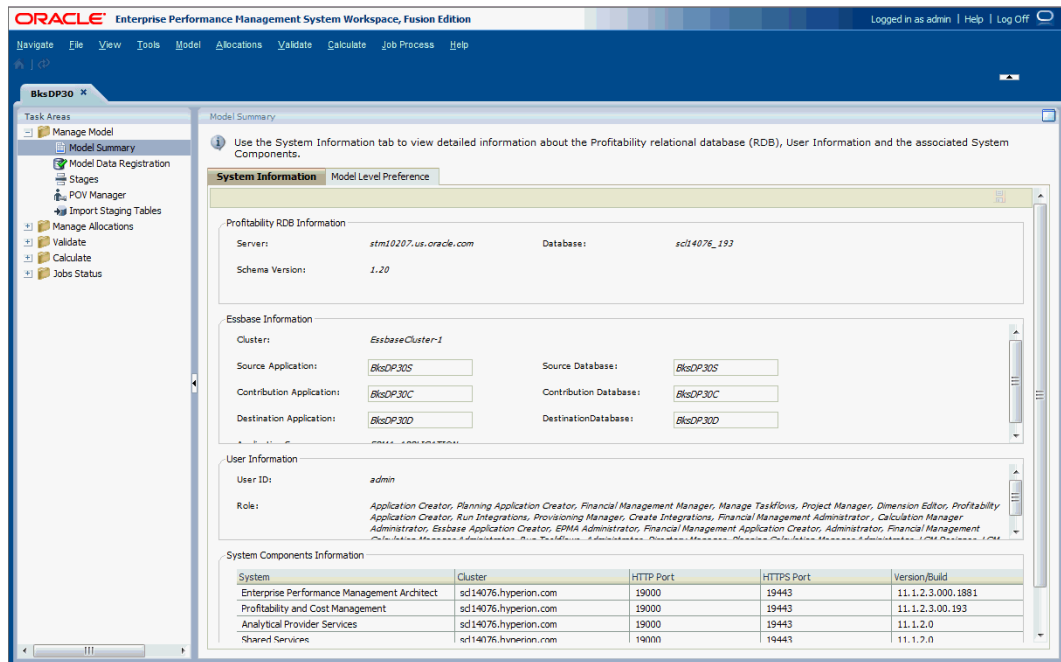 ORACLE® Enterprise Performance Management System Workspace, Fusion Edition
Logged in as admin | Help | Log Off
Navigate File View Tools Model Allocations Validate Calculate Job Process Help
BksDP30
Task Areas
Manage Model
Model Summary
Model Data Registration
Stages
POV Manager
Import Staging Tables
Manage Allocations
Validate
Calculate
Jobs Status
Model Summary
Use the System Information tab to view detailed information about the Profitability relational database (RDB), User Information and the associated System
Components.
System Information Model Level Preference
Profitability RDB Information
Server: stm10207.us.oracle.com Database: scl14076_193
Schema Version: 1.20
Essbase Information
Cluster: EssbaseCluster-1
Source Application: BksDP30S Source Database: BksDP30S
Contribution Application: BksDP30C Contribution Database: BksDP30C
Destination Application: BksDP30D DestinationDatabase: BksDP30D
User Information
User ID: admin
Role: Application Creator, Planning Application Creator, Financial Management Manager, Manage Taskflows, Project Manager, Dimension Editor, Profitability
Application Creator, Run Integrations, Provisioning Manager, Create Integrations, Financial Management Administrator , Calculation Manager
Administrator, Essbase Application Creator, EPMA Administrator, Financial Management Application Creator, Administrator, Financial Management
System Components Information
System Cluster HTTP Port HTTPS Port Version/Build
Enterprise Performance Management Architect scl14076.hyperion.com 19000 19443 11.1.2.3.000.1881
Profitability and Cost Management scl14076.hyperion.com 19000 19443 11.1.2.3.00.193
Analytical Provider Services scl14076.hyperion.com 19000 19443 11.1.2.0
Shared Services scl14076.hyperion.com 19000 19443 11.1.2.0